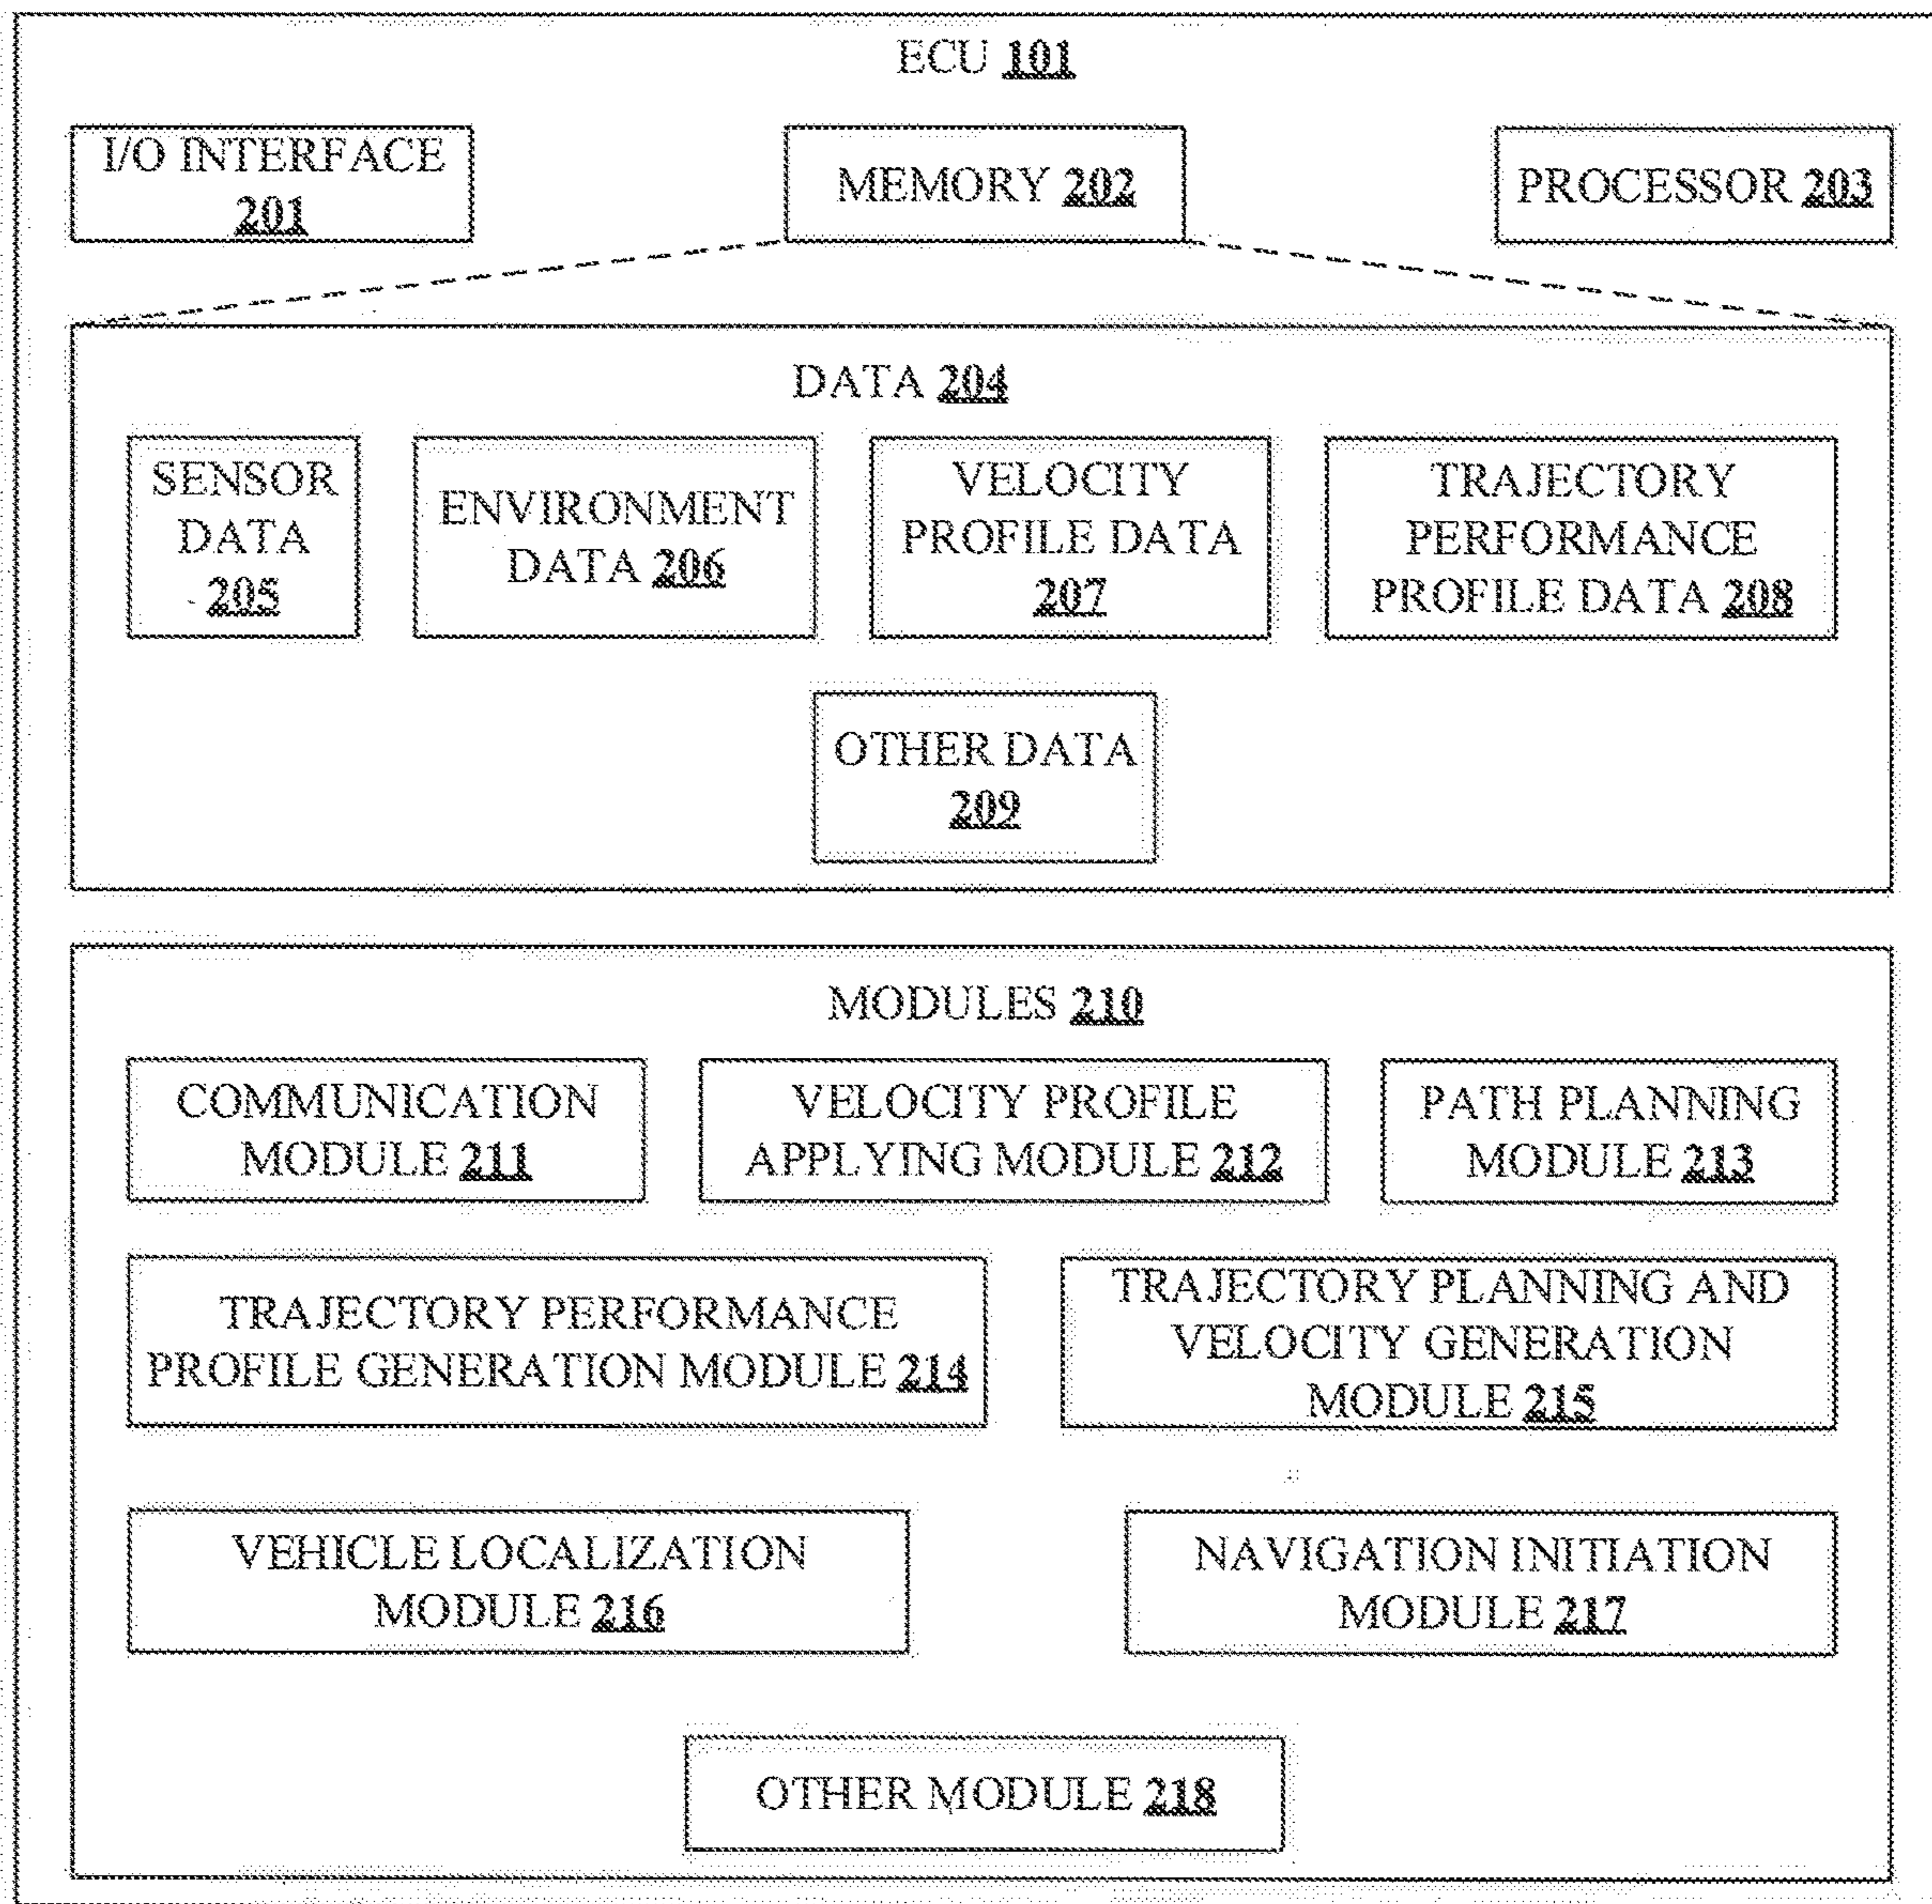 ECU 101
I/O INTERFACE
201
MEMORY 202
PROCESSOR 203
DATA 204
SENSOR
DATA
205
ENVIRONMENT
DATA 206
VELOCITY
PROFILE DATA
207
TRAJECTORY
PERFORMANCE
PROFILE DATA 208
OTHER DATA
209
MODULES 210
COMMUNICATION
MODULE 211
VELOCITY PROFILE
APPLYING MODULE 212
PATH PLANNING
MODULE 213
TRAJECTORY PERFORMANCE
PROFILE GENERATION MODULE 214
TRAJECTORY PLANNING AND
VELOCITY GENERATION
MODULE 215
VEHICLE LOCALIZATION
MODULE 216
NAVIGATION INITIATION
MODULE 217
OTHER MODULE 218